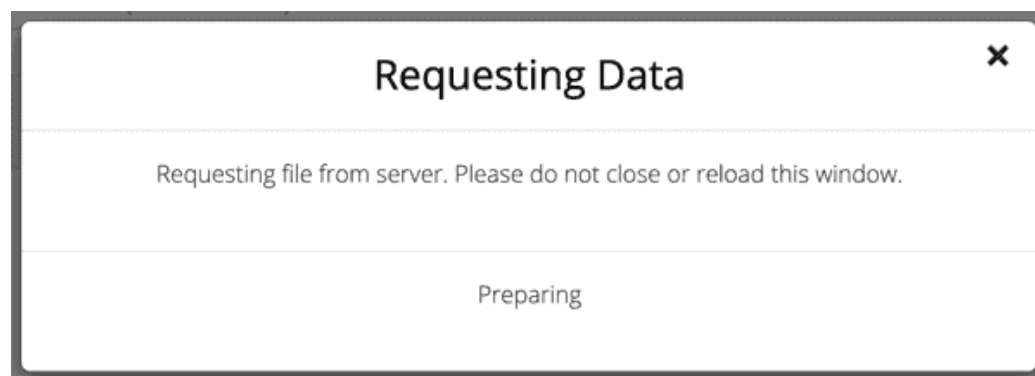 Requesting Data
Requesting file from server. Please do not close or reload this window.
Preparing